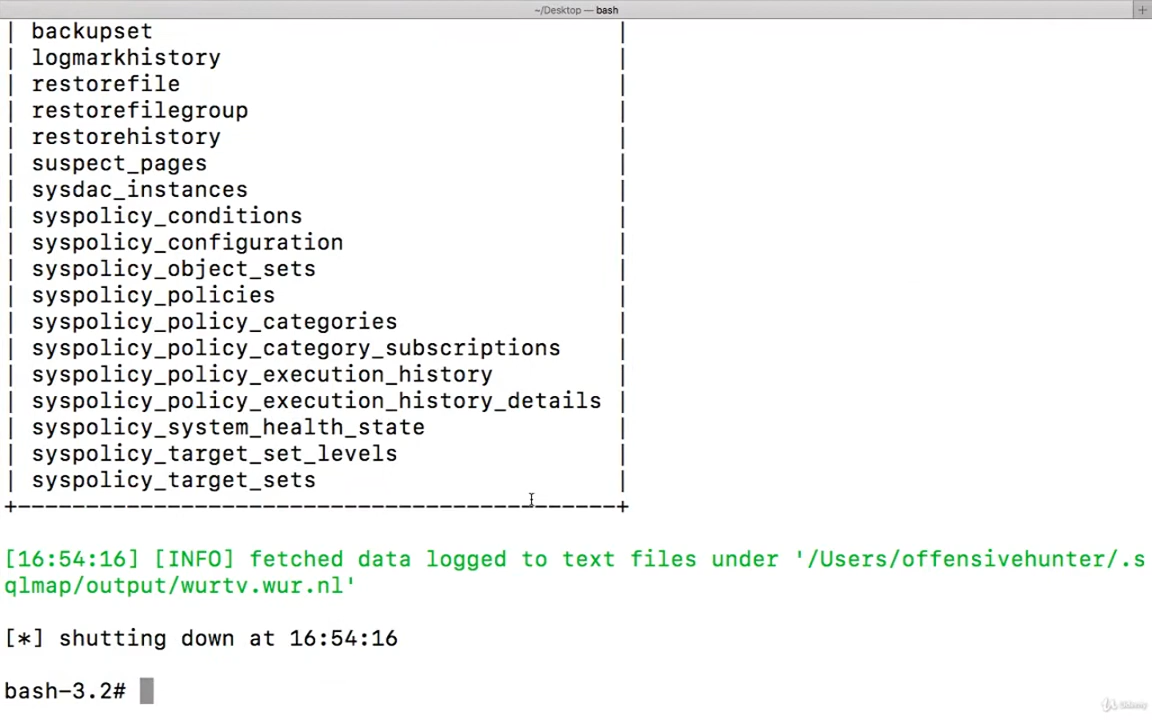 ~/Desktop — bash
| backupset |
| logmarkhistory |
| restorefile |
| restorefilegroup |
| restorehistory |
| suspect_pages |
| sysdac_instances |
| syspolicy_conditions |
| syspolicy_configuration |
| syspolicy_object_sets |
| syspolicy_policies |
| syspolicy_policy_categories |
| syspolicy_policy_category_subscriptions |
| syspolicy_policy_execution_history |
| syspolicy_policy_execution_history_details |
| syspolicy_system_health_state |
| syspolicy_target_set_levels |
| syspolicy_target_sets |
+---------------------------------------------+
[16:54:16] [INFO] fetched data logged to text files under '/Users/offensivehunter/.s
qlmap/output/wurtv.wur.nl'
[*] shutting down at 16:54:16
bash-3.2#
Udemy